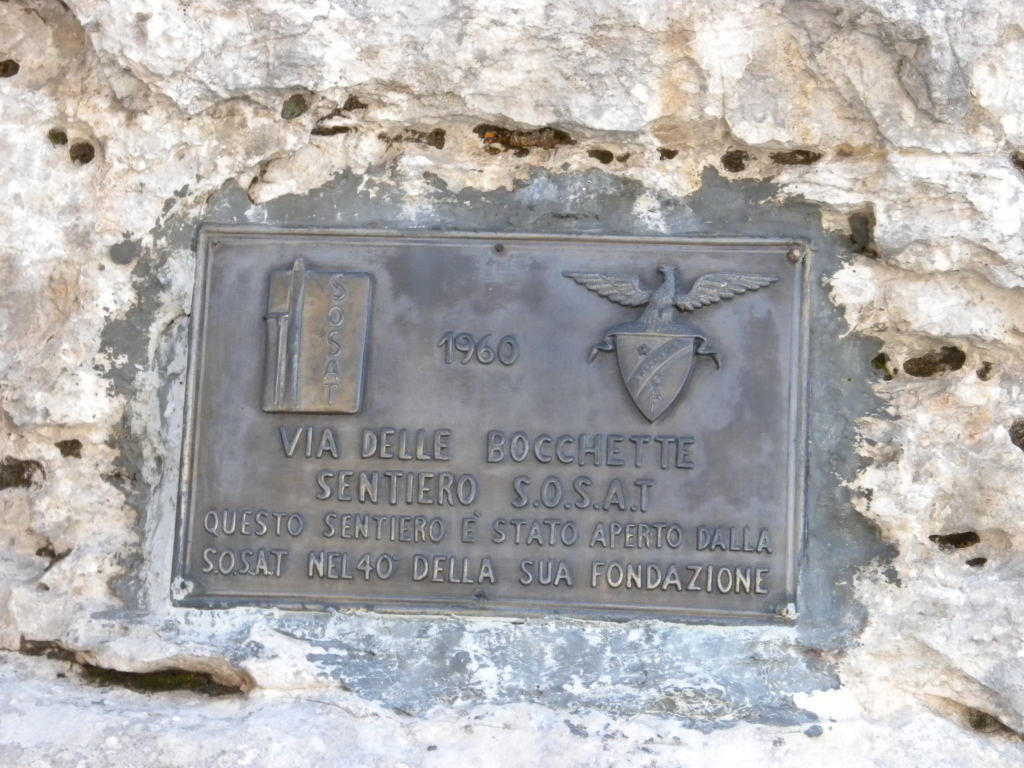 SOSAT
1960
VIA DELLE BOCCHETTE
SENTIERO S.O.S.A.T
QUESTO SENTIERO È STATO APERTO DALLA
S.O.S.A.T NEL 40° DELLA SUA FONDAZIONE